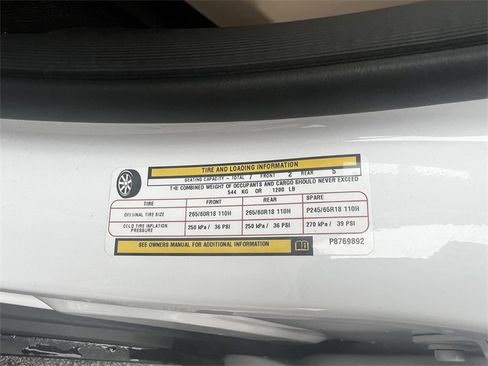 TIRE AND LOADING INFORMATION
SEATING CAPACITY - TOTAL 7 FRONT 2 REAR 5
THE COMBINED WEIGHT OF OCCUPANTS AND CARGO SHOULD NEVER EXCEED
544 KG OR 1200 LB
TIRE FRONT REAR SPARE
ORIGINAL TIRE SIZE 265/60R18 110H 265/60R18 110H P245/65R18 110H
COLD TIRE INFLATION PRESSURE 250 kPa / 36 PSI 250 kPa / 36 PSI 270 kPa / 39 PSI
SEE OWNERS MANUAL FOR ADDITIONAL INFORMATION P8769892